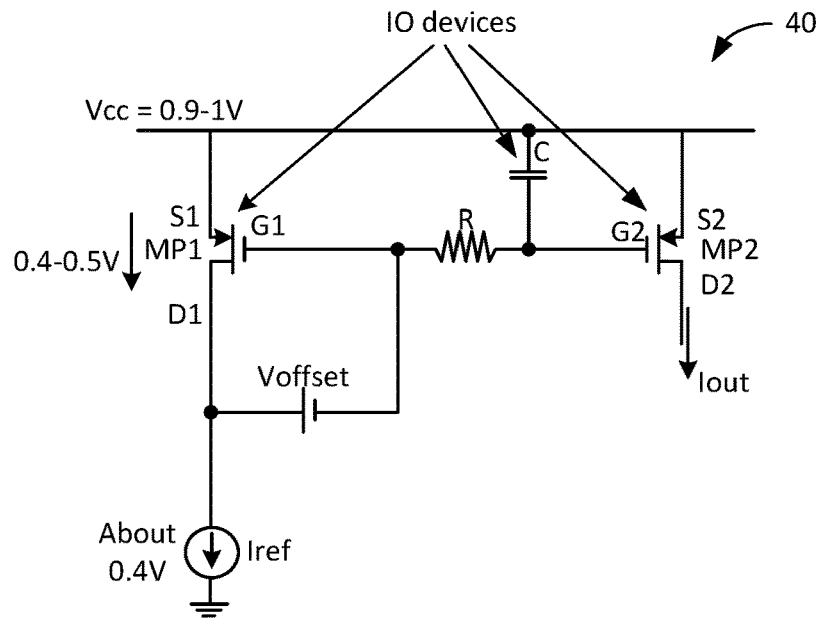 IO devices
40
Vcc = 0.9-1V
C
S1
G1
R
G2
S2
MP1
MP2
0.4-0.5V
D1
D2
Voffset
Iout
About
0.4V
Iref